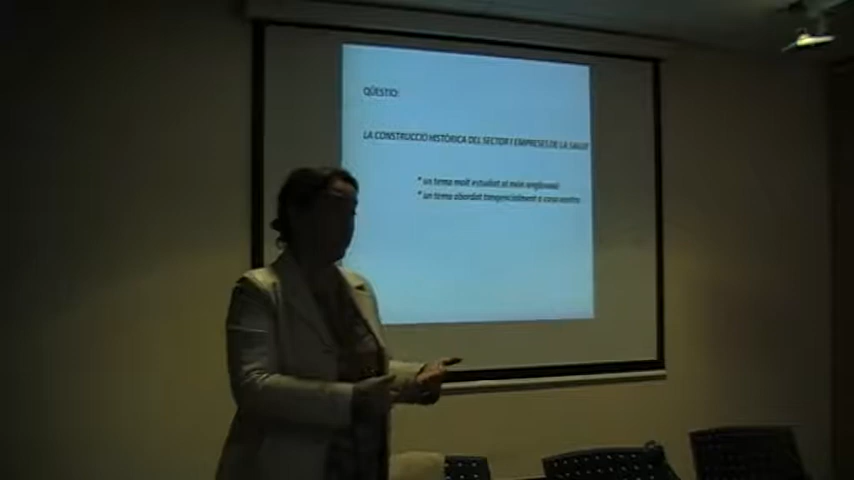 QÜESTIO:
LA CONSTRUCCIÓ HISTÒRICA DEL SECTOR I EMPRESES DE LA SALUT
* un tema molt estudiat al món anglosaxó
* un tema abordat tangencialment a casa nostra